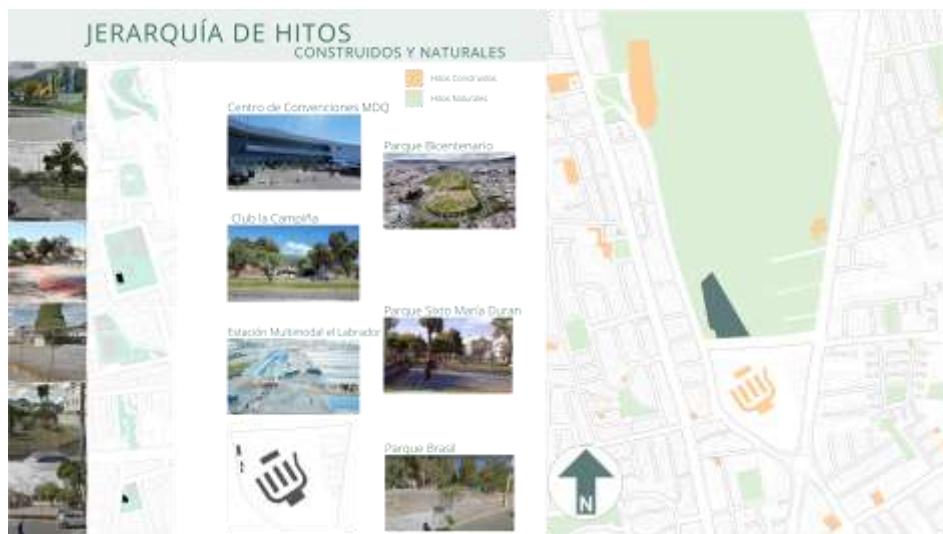 JERARQUÍA DE HITOS
CONSTRUIDOS Y NATURALES
Hitos Construidos
Hitos Naturales
Centro de Convenciones MDQ
Parque Bicentenario
Club la Campiña
Parque Sixto María Duran
Estación Multimodal el Labrador
Parque Brasil
N